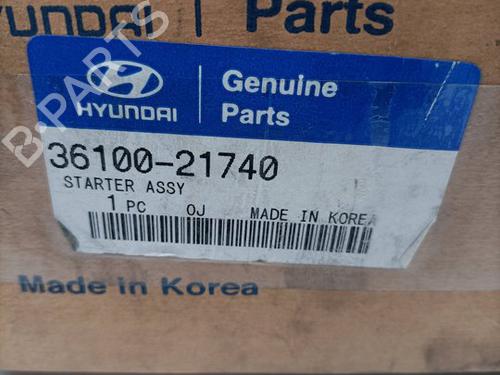 HYUNDAI Parts
HYUNDAI
Genuine
Parts
36100-21740
STARTER ASSY
1 PC OJ MADE IN KOREA
Made in Korea
B-PARTS